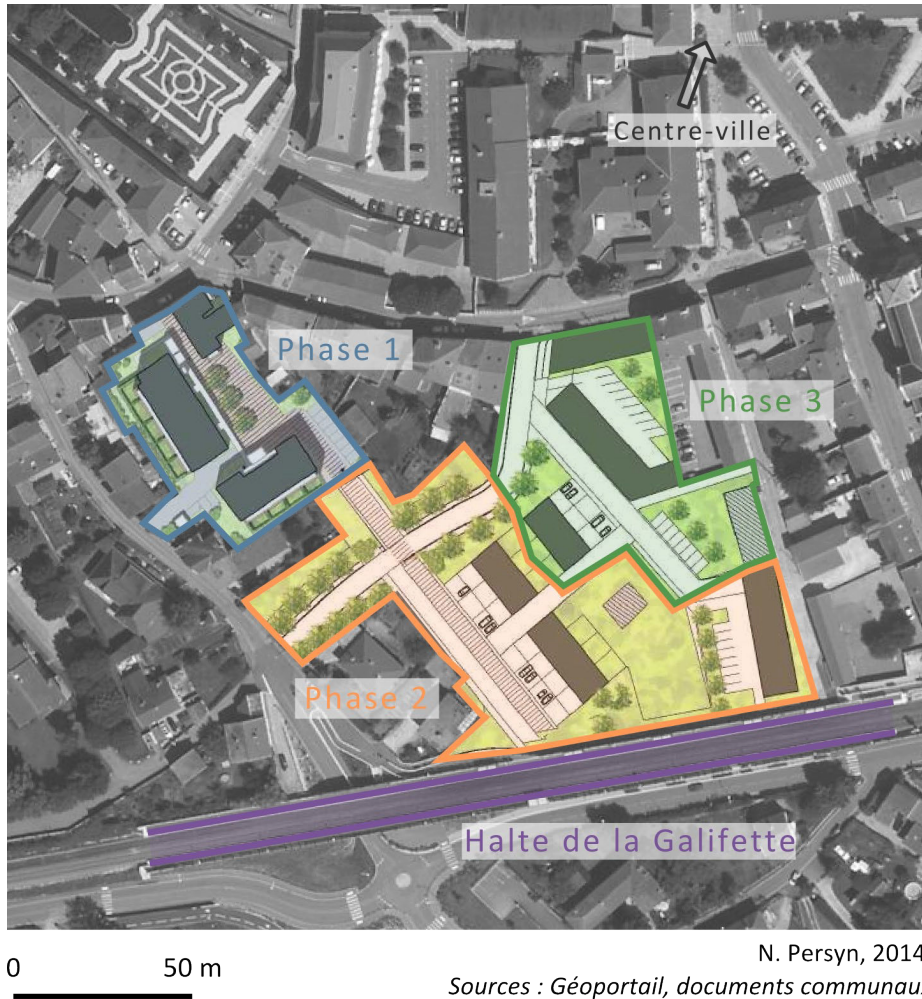 Centre-ville
Phase 1
Phase 3
Phase 2
Halte de la Galifette
0 50 m
N. Persyn, 2014
Sources : Géoportail, documents communaux